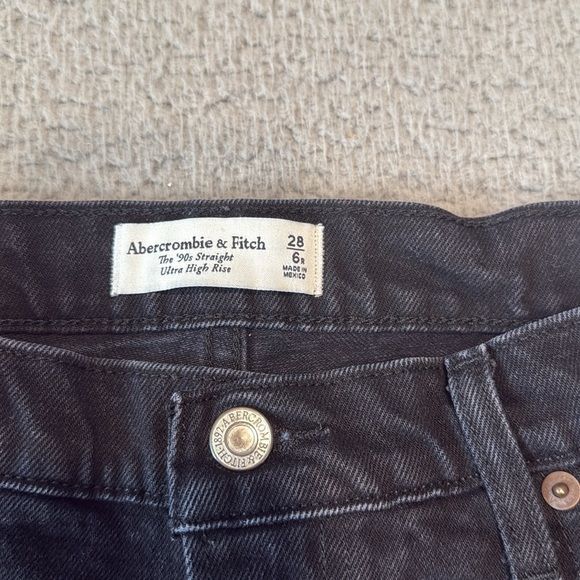 Abercrombie & Fitch
The '90s Straight
Ultra High Rise
28
6R
MADE IN
MEXICO
ABERCROMBIE & FITCH · 1892 ·